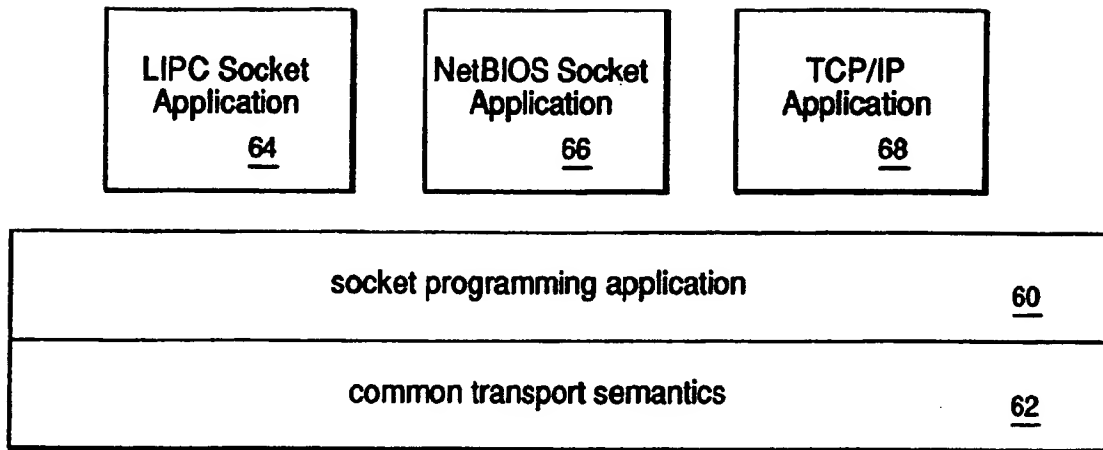 LIPC Socket
Application
64
NetBIOS Socket
Application
66
TCP/IP
Application
68
socket programming application
60
common transport semantics
62